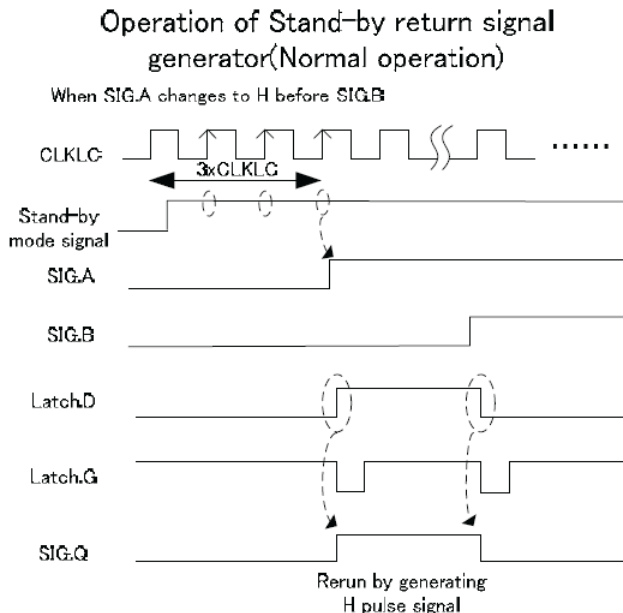 Operation of Stand-by return signal
generator(Normal operation)
When SIG.A changes to H before SIG.B
CLKLC
3xCLKLC
Stand-by
mode signal
SIG.A
SIG.B
Latch.D
Latch.G
SIG.Q
Rerun by generating
H pulse signal